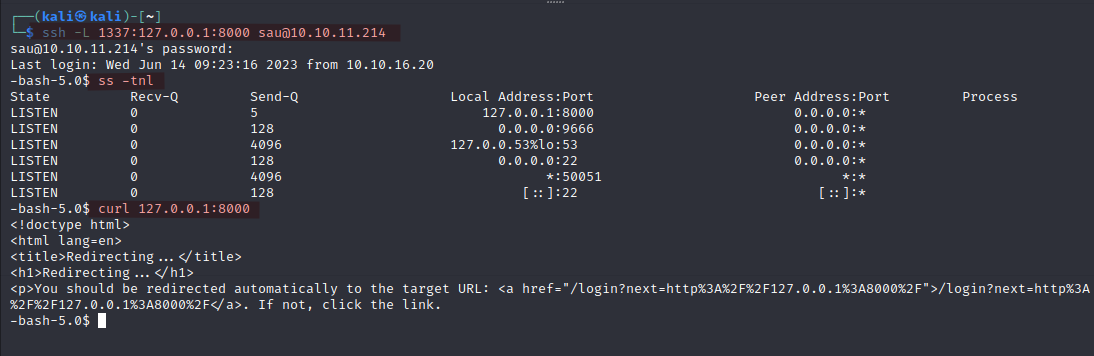 ┌──(kali㉿kali)-[~]
└─$ ssh -L 1337:127.0.0.1:8000 sau@10.10.11.214
sau@10.10.11.214's password:
Last login: Wed Jun 14 09:23:16 2023 from 10.10.16.20
-bash-5.0$ ss -tnl
State Recv-Q Send-Q Local Address:Port Peer Address:Port Process
LISTEN 0 5 127.0.0.1:8000 0.0.0.0:*
LISTEN 0 128 0.0.0.0:9666 0.0.0.0:*
LISTEN 0 4096 127.0.0.53%lo:53 0.0.0.0:*
LISTEN 0 128 0.0.0.0:22 0.0.0.0:*
LISTEN 0 4096 *:50051 *:*
LISTEN 0 128 [::]:22 [::]:*
-bash-5.0$ curl 127.0.0.1:8000
<!doctype html>
<html lang=en>
<title>Redirecting...</title>
<h1>Redirecting...</h1>
<p>You should be redirected automatically to the target URL: <a href="/login?next=http%3A%2F%2F127.0.0.1%3A8000%2F">/login?next=http%3A
%2F%2F127.0.0.1%3A8000%2F</a>. If not, click the link.
-bash-5.0$